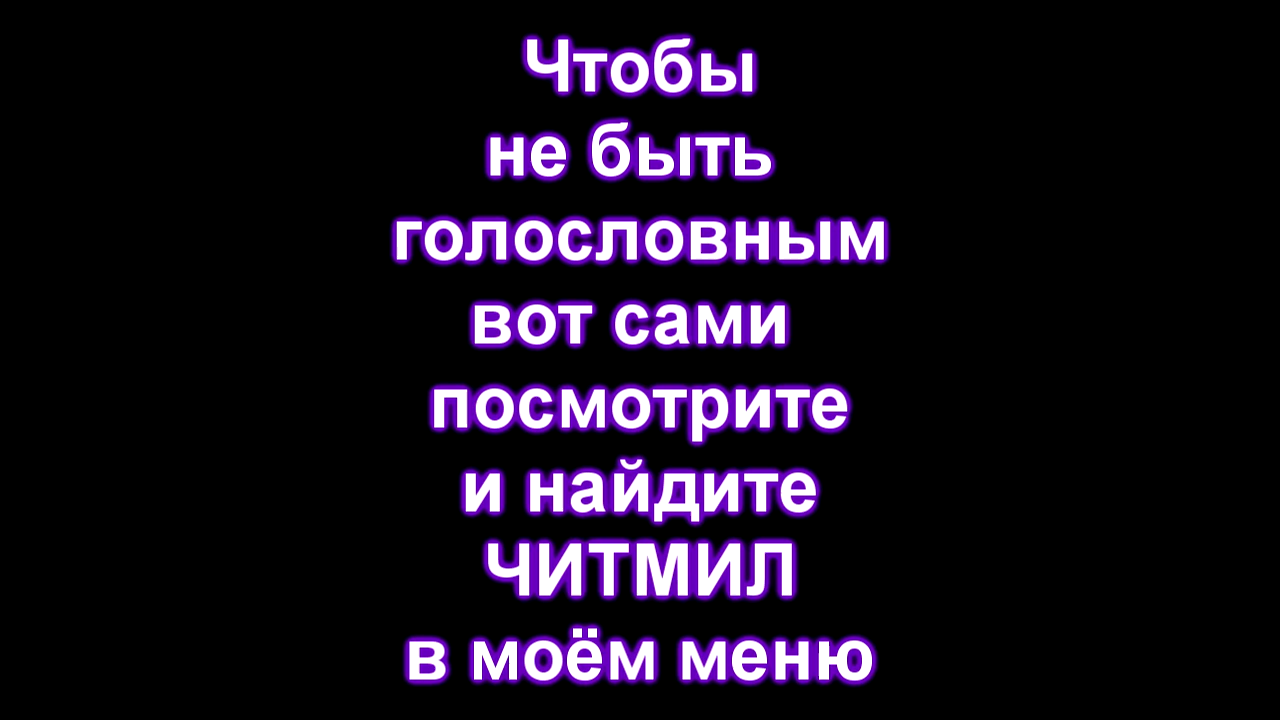 Чтобы
не быть
голословным
вот сами
посмотрите
и найдите
ЧИТМИЛ
в моём меню